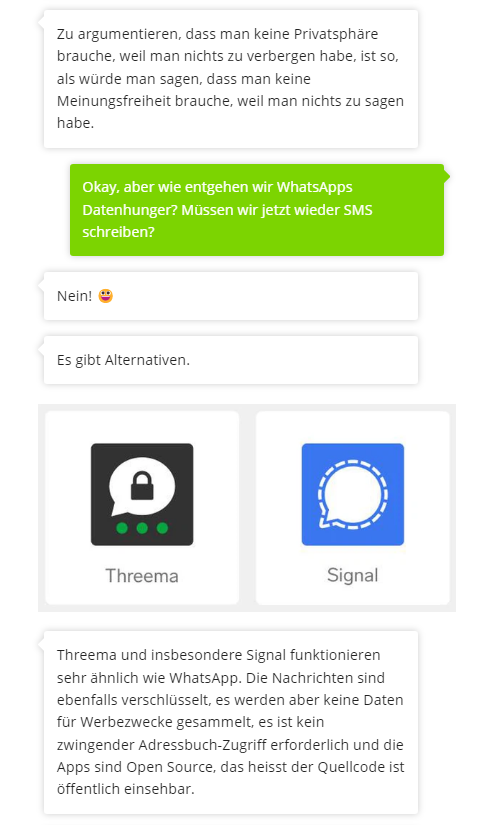 Zu argumentieren, dass man keine Privatsphäre
brauche, weil man nichts zu verbergen habe, ist so,
als würde man sagen, dass man keine
Meinungsfreiheit brauche, weil man nichts zu sagen
habe.
Okay, aber wie entgehen wir WhatsApps
Datenhunger? Müssen wir jetzt wieder SMS
schreiben?
Nein! 😀
Es gibt Alternativen.
Threema
Signal
Threema und insbesondere Signal funktionieren
sehr ähnlich wie WhatsApp. Die Nachrichten sind
ebenfalls verschlüsselt, es werden aber keine Daten
für Werbezwecke gesammelt, es ist kein
zwingender Adressbuch-Zugriff erforderlich und die
Apps sind Open Source, das heisst der Quellcode ist
öffentlich einsehbar.